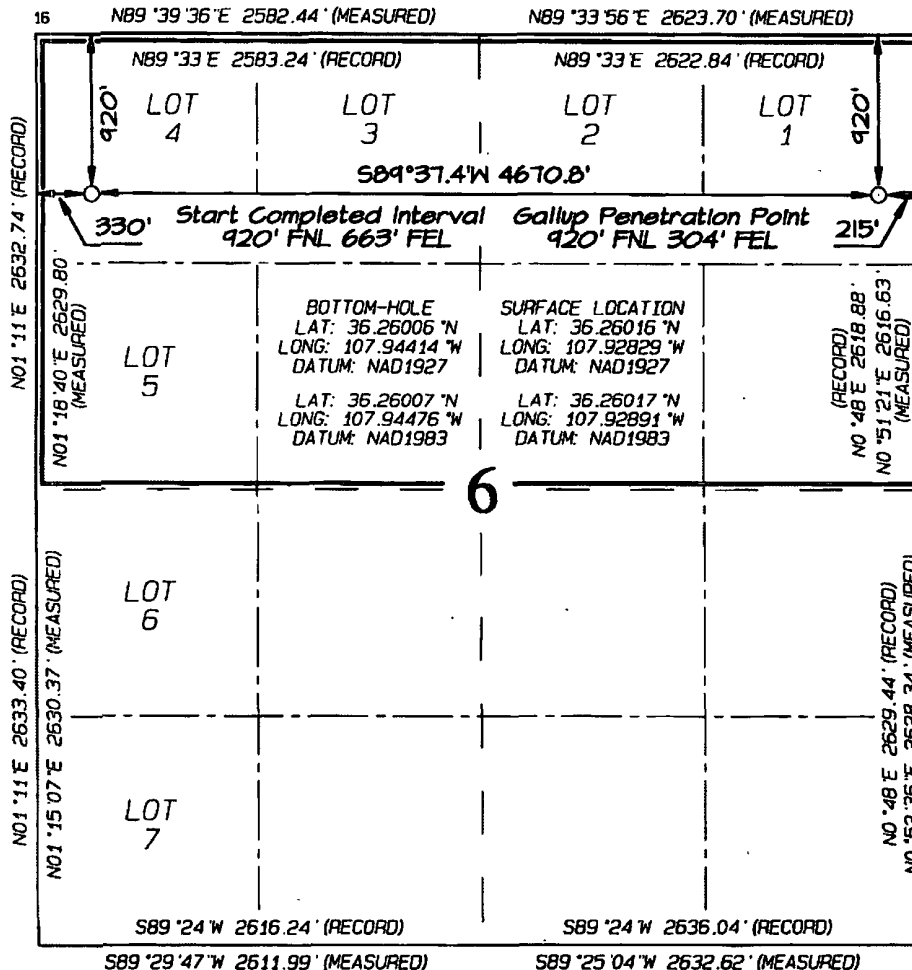 16 N89°39'36"E 2582.44' (MEASURED) N89°33'56"E 2623.70' (MEASURED)
N89°33'E 2583.24' (RECORD) N89°33'E 2622.84' (RECORD)
LOT 4
LOT 3
LOT 2
LOT 1
920'
920'
S89°37.4'W 4670.8'
330'
Start Completed Interval
920' FNL 663' FEL
Gallup Penetration Point
920' FNL 304' FEL
215'
N01°11'E 2632.74' (RECORD)
N01°18'40"E 2629.80'
(MEASURED)
LOT
5
BOTTOM-HOLE
LAT: 36.26006°N
LONG: 107.94414°W
DATUM: NAD1927
LAT: 36.26007°N
LONG: 107.94476°W
DATUM: NAD1983
SURFACE LOCATION
LAT: 36.26016°N
LONG: 107.92829°W
DATUM: NAD1927
LAT: 36.26017°N
LONG: 107.92891°W
DATUM: NAD1983
(RECORD)
N0°48'E 2618.88'
N0°51'21"E 2616.63'
(MEASURED)
6
N01°11'E 2633.40' (RECORD)
N01°15'07"E 2630.37' (MEASURED)
LOT
6
LOT
7
N0°48'E 2629.44' (RECORD)
N0°53'35"E 2628.34' (MEASURED)
S89°24'W 2616.24' (RECORD) S89°24'W 2636.04' (RECORD)
S89°29'47"W 2611.99' (MEASURED) S89°25'04"W 2632.62' (MEASURED)